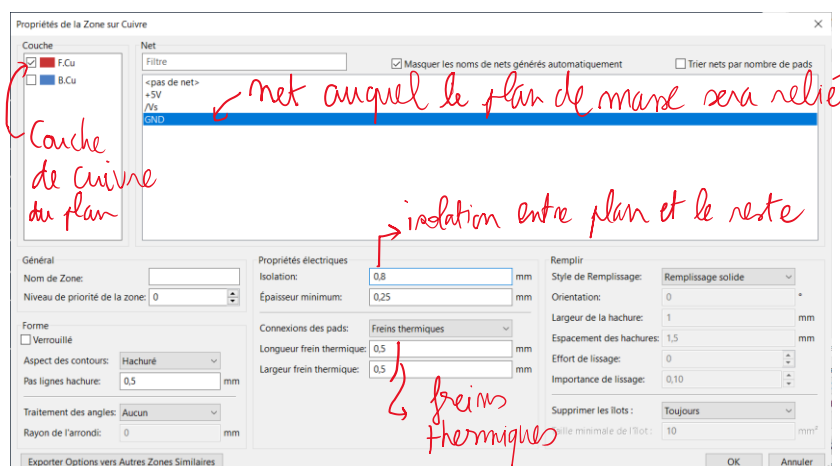 Propriétés de la Zone sur Cuivre
Couche
F.Cu
B.Cu
Net
Filtre
Masquer les noms de nets générés automatiquement
Trier nets par nombre de pads
<pas de net>
+5V
/Vs
GND
net auquel le plan de masse sera relié
Couche
de cuivre
du plan
isolation entre plan et le reste
Général
Nom de Zone:
Niveau de priorité de la zone: 0
Forme
Verrouillé
Aspect des contours: Hachuré
Pas lignes hachure: 0,5 mm
Traitement des angles: Aucun
Rayon de l'arrondi: 0 mm
Propriétés électriques
Isolation: 0,8 mm
Épaisseur minimum: 0,25 mm
Connexions des pads: Freins thermiques
Longueur frein thermique: 0,5 mm
Largeur frein thermique: 0,5 mm
freins
thermiques
Remplir
Style de Remplissage: Remplissage solide
Orientation: 0 °
Largeur de la hachure: 1 mm
Espacement des hachures: 1,5 mm
Effort de lissage: 0
Importance de lissage: 0,10
Supprimer les îlots : Toujours
Taille minimale de l'îlot : 10 mm²
Exporter Options vers Autres Zones Similaires
OK
Annuler